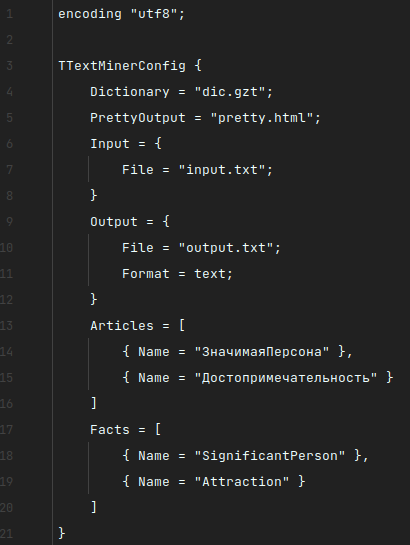 1 encoding "utf8";
2
3 TTextMinerConfig {
4     Dictionary = "dic.gzt";
5     PrettyOutput = "pretty.html";
6     Input = {
7         File = "input.txt";
8     }
9     Output = {
10         File = "output.txt";
11         Format = text;
12     }
13     Articles = [
14         { Name = "ЗначимаяПерсона" },
15         { Name = "Достопримечательность" }
16     ]
17     Facts = [
18         { Name = "SignificantPerson" },
19         { Name = "Attraction" }
20     ]
21 }